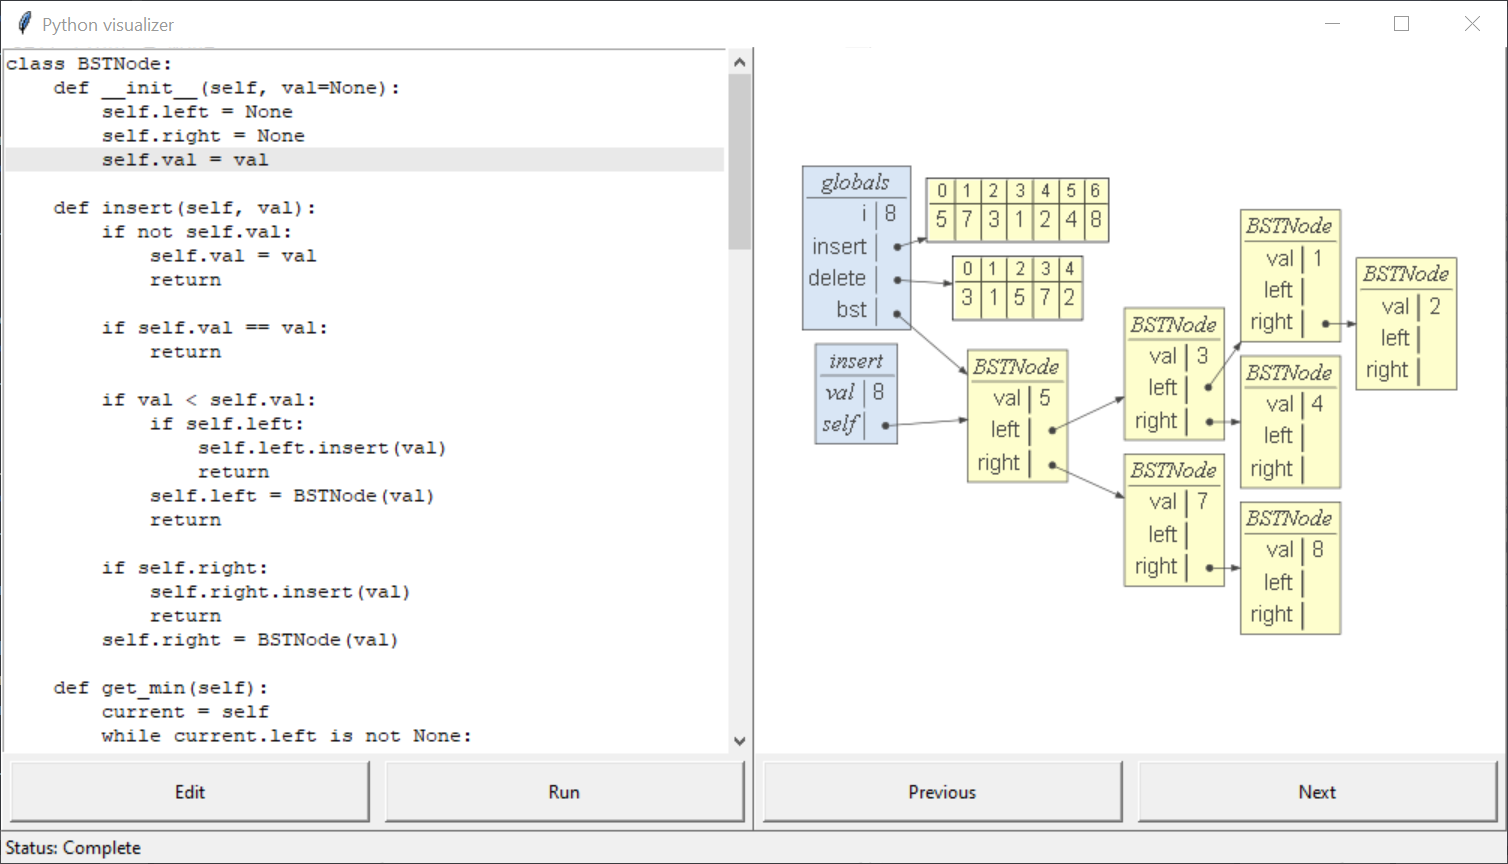 Python visualizer
class BSTNode:
    def __init__(self, val=None):
        self.left = None
        self.right = None
        self.val = val
    def insert(self, val):
        if not self.val:
            self.val = val
            return
        if self.val == val:
            return
        if val < self.val:
            if self.left:
                self.left.insert(val)
                return
            self.left = BSTNode(val)
            return
        if self.right:
            self.right.insert(val)
            return
        self.right = BSTNode(val)
    def get_min(self):
        current = self
        while current.left is not None:
globals
i 8
insert
delete
bst
0 1 2 3 4 5 6
5 7 3 1 2 4 8
0 1 2 3 4
3 1 5 7 2
insert
val 8
self
BSTNode
val 5
left
right
BSTNode
val 3
left
right
BSTNode
val 7
left
right
BSTNode
val 1
left
right
BSTNode
val 4
left
right
BSTNode
val 8
left
right
BSTNode
val 2
left
right
Edit
Run
Previous
Next
Status: Complete